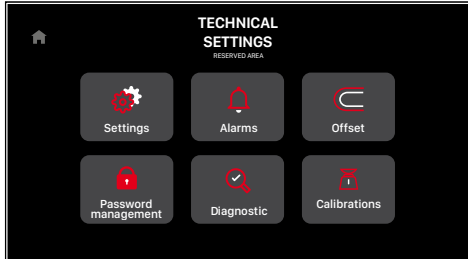 TECHNICAL
SETTINGS
RESERVED AREA
Settings
Alarms
Offset
Password
management
Diagnostic
Calibrations